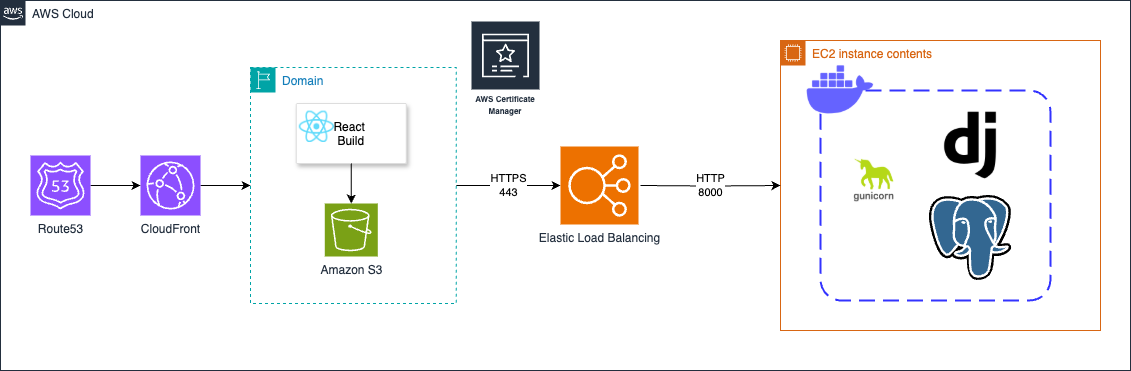 aws
AWS Cloud
Domain
React
Build
Amazon S3
53
Route53
CloudFront
AWS Certificate
Manager
HTTPS
443
Elastic Load Balancing
HTTP
8000
EC2 instance contents
dj
gunicorn